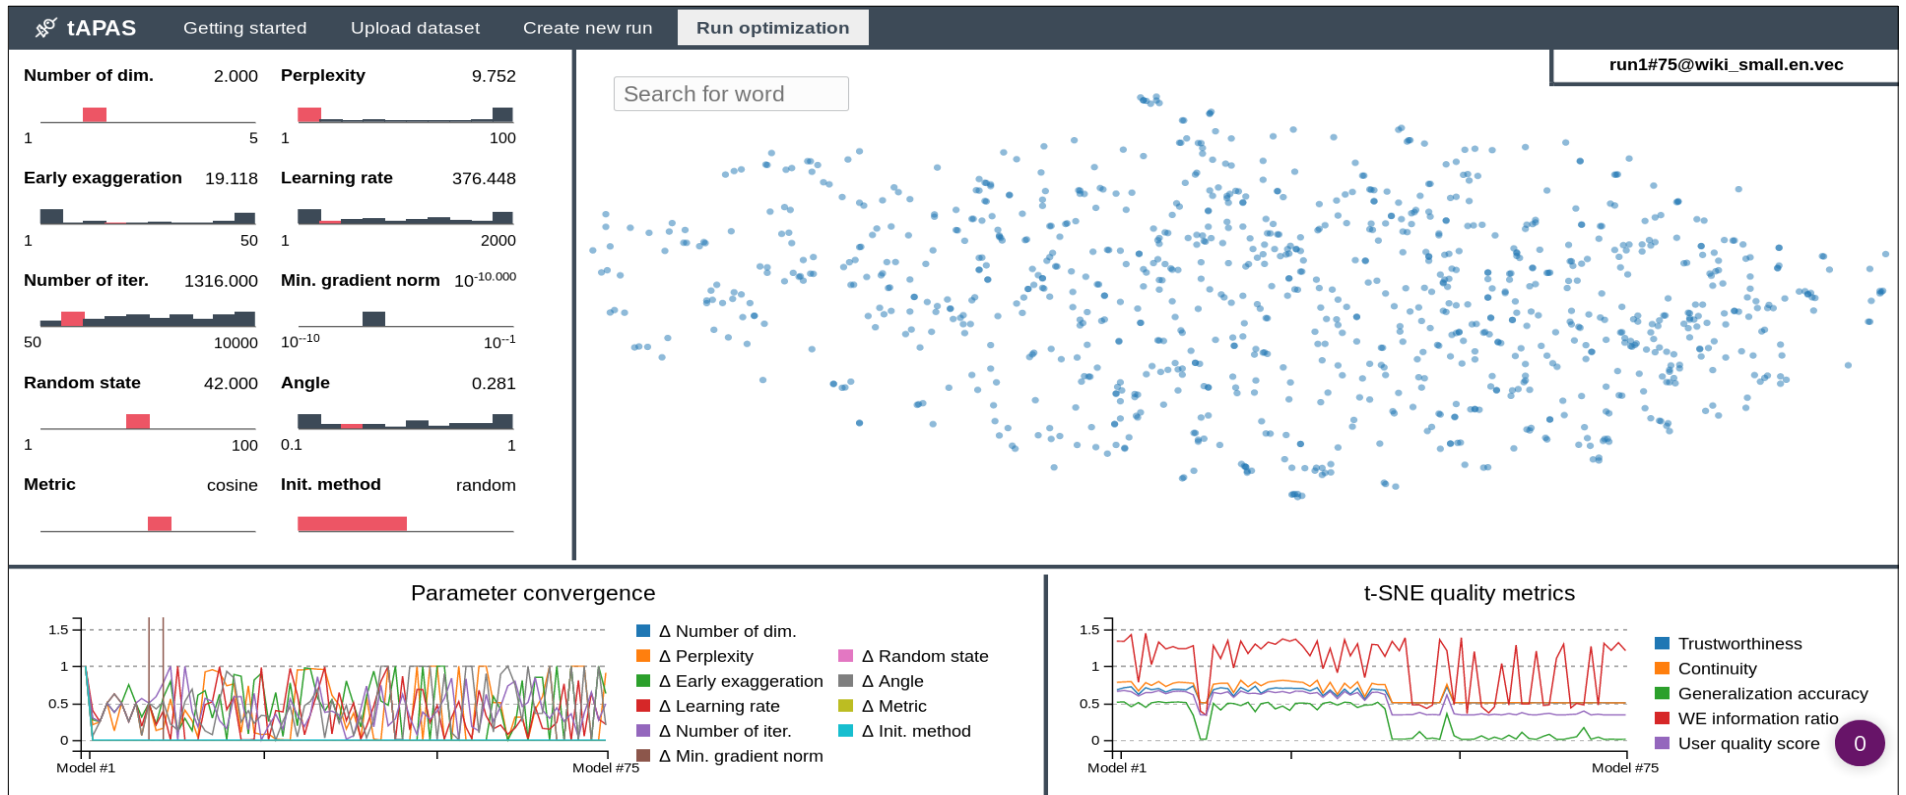 tAPAS Getting started Upload dataset Create new run Run optimization
run1#75@wiki_small.en.vec
Search for word
Number of dim. 2.000 Perplexity 9.752
1 5 1 100
Early exaggeration 19.118 Learning rate 376.448
1 50 1 2000
Number of iter. 1316.000 Min. gradient norm 10^-10.000
50 10000 10^--10 10^--1
Random state 42.000 Angle 0.281
1 100 0.1 1
Metric cosine Init. method random
Parameter convergence
1.5
1
0.5
0
Model #1 Model #75
Δ Number of dim.
Δ Perplexity Δ Random state
Δ Early exaggeration Δ Angle
Δ Learning rate Δ Metric
Δ Number of iter. Δ Init. method
Δ Min. gradient norm
t-SNE quality metrics
1.5
1
0.5
0
Model #1 Model #75
Trustworthiness
Continuity
Generalization accuracy
WE information ratio
User quality score
0